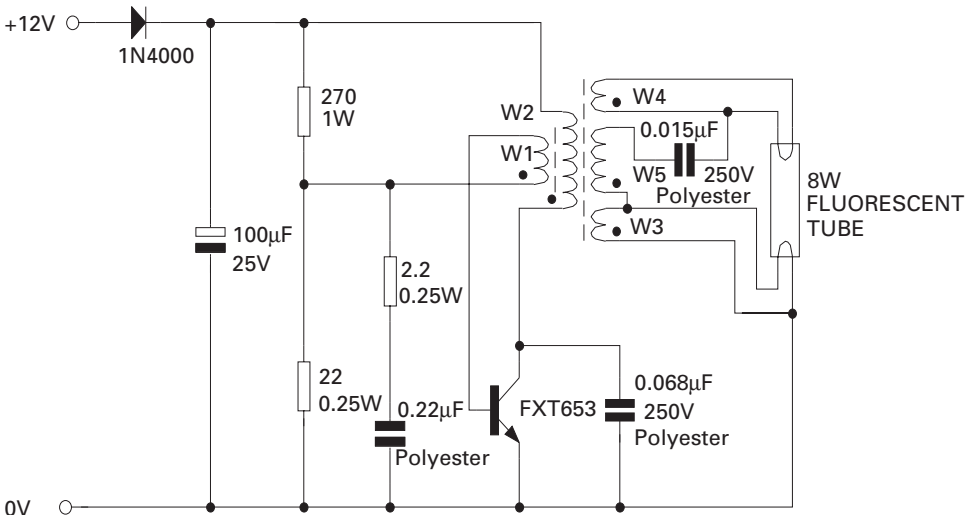 +12V
1N4000
270
1W
W2
W1
W4
0.015μF
W5
250V
Polyester
W3
8W
FLUORESCENT
TUBE
100μF
25V
2.2
0.25W
22
0.25W
0.22μF
Polyester
FXT653
0.068μF
250V
Polyester
0V